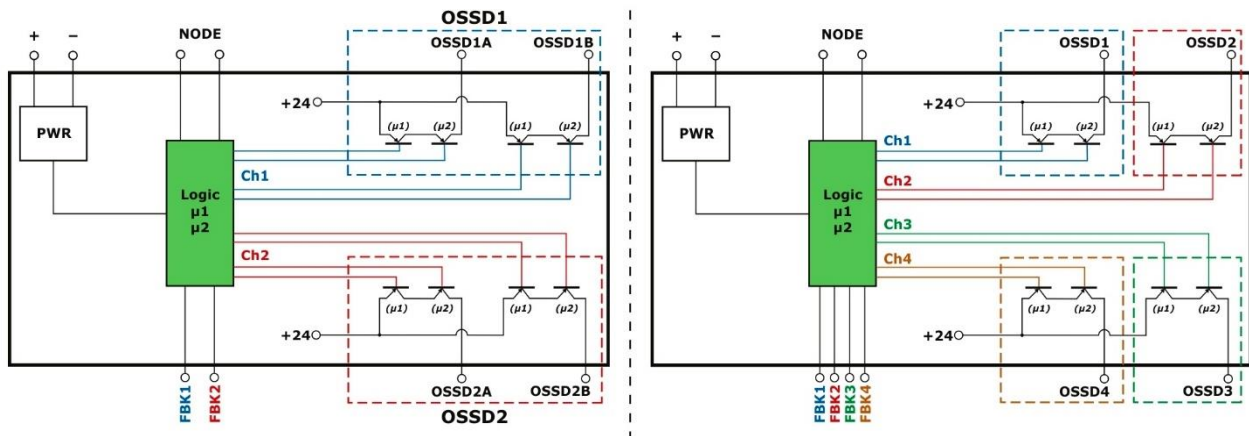 OSSD1
+ − NODE OSSD1A OSSD1B
+24
PWR
(μ1) (μ2) (μ1) (μ2)
Ch1
Logic
μ1
μ2
Ch2
(μ1) (μ2) (μ1) (μ2)
+24
FBK1 FBK2
OSSD2A OSSD2B
OSSD2
+ − NODE OSSD1 OSSD2
+24
PWR
(μ1) (μ2) (μ1) (μ2)
Ch1
Ch2
Logic
μ1
μ2
Ch3
Ch4
(μ1) (μ2) (μ1) (μ2)
+24
FBK1 FBK2 FBK3 FBK4
OSSD4 OSSD3